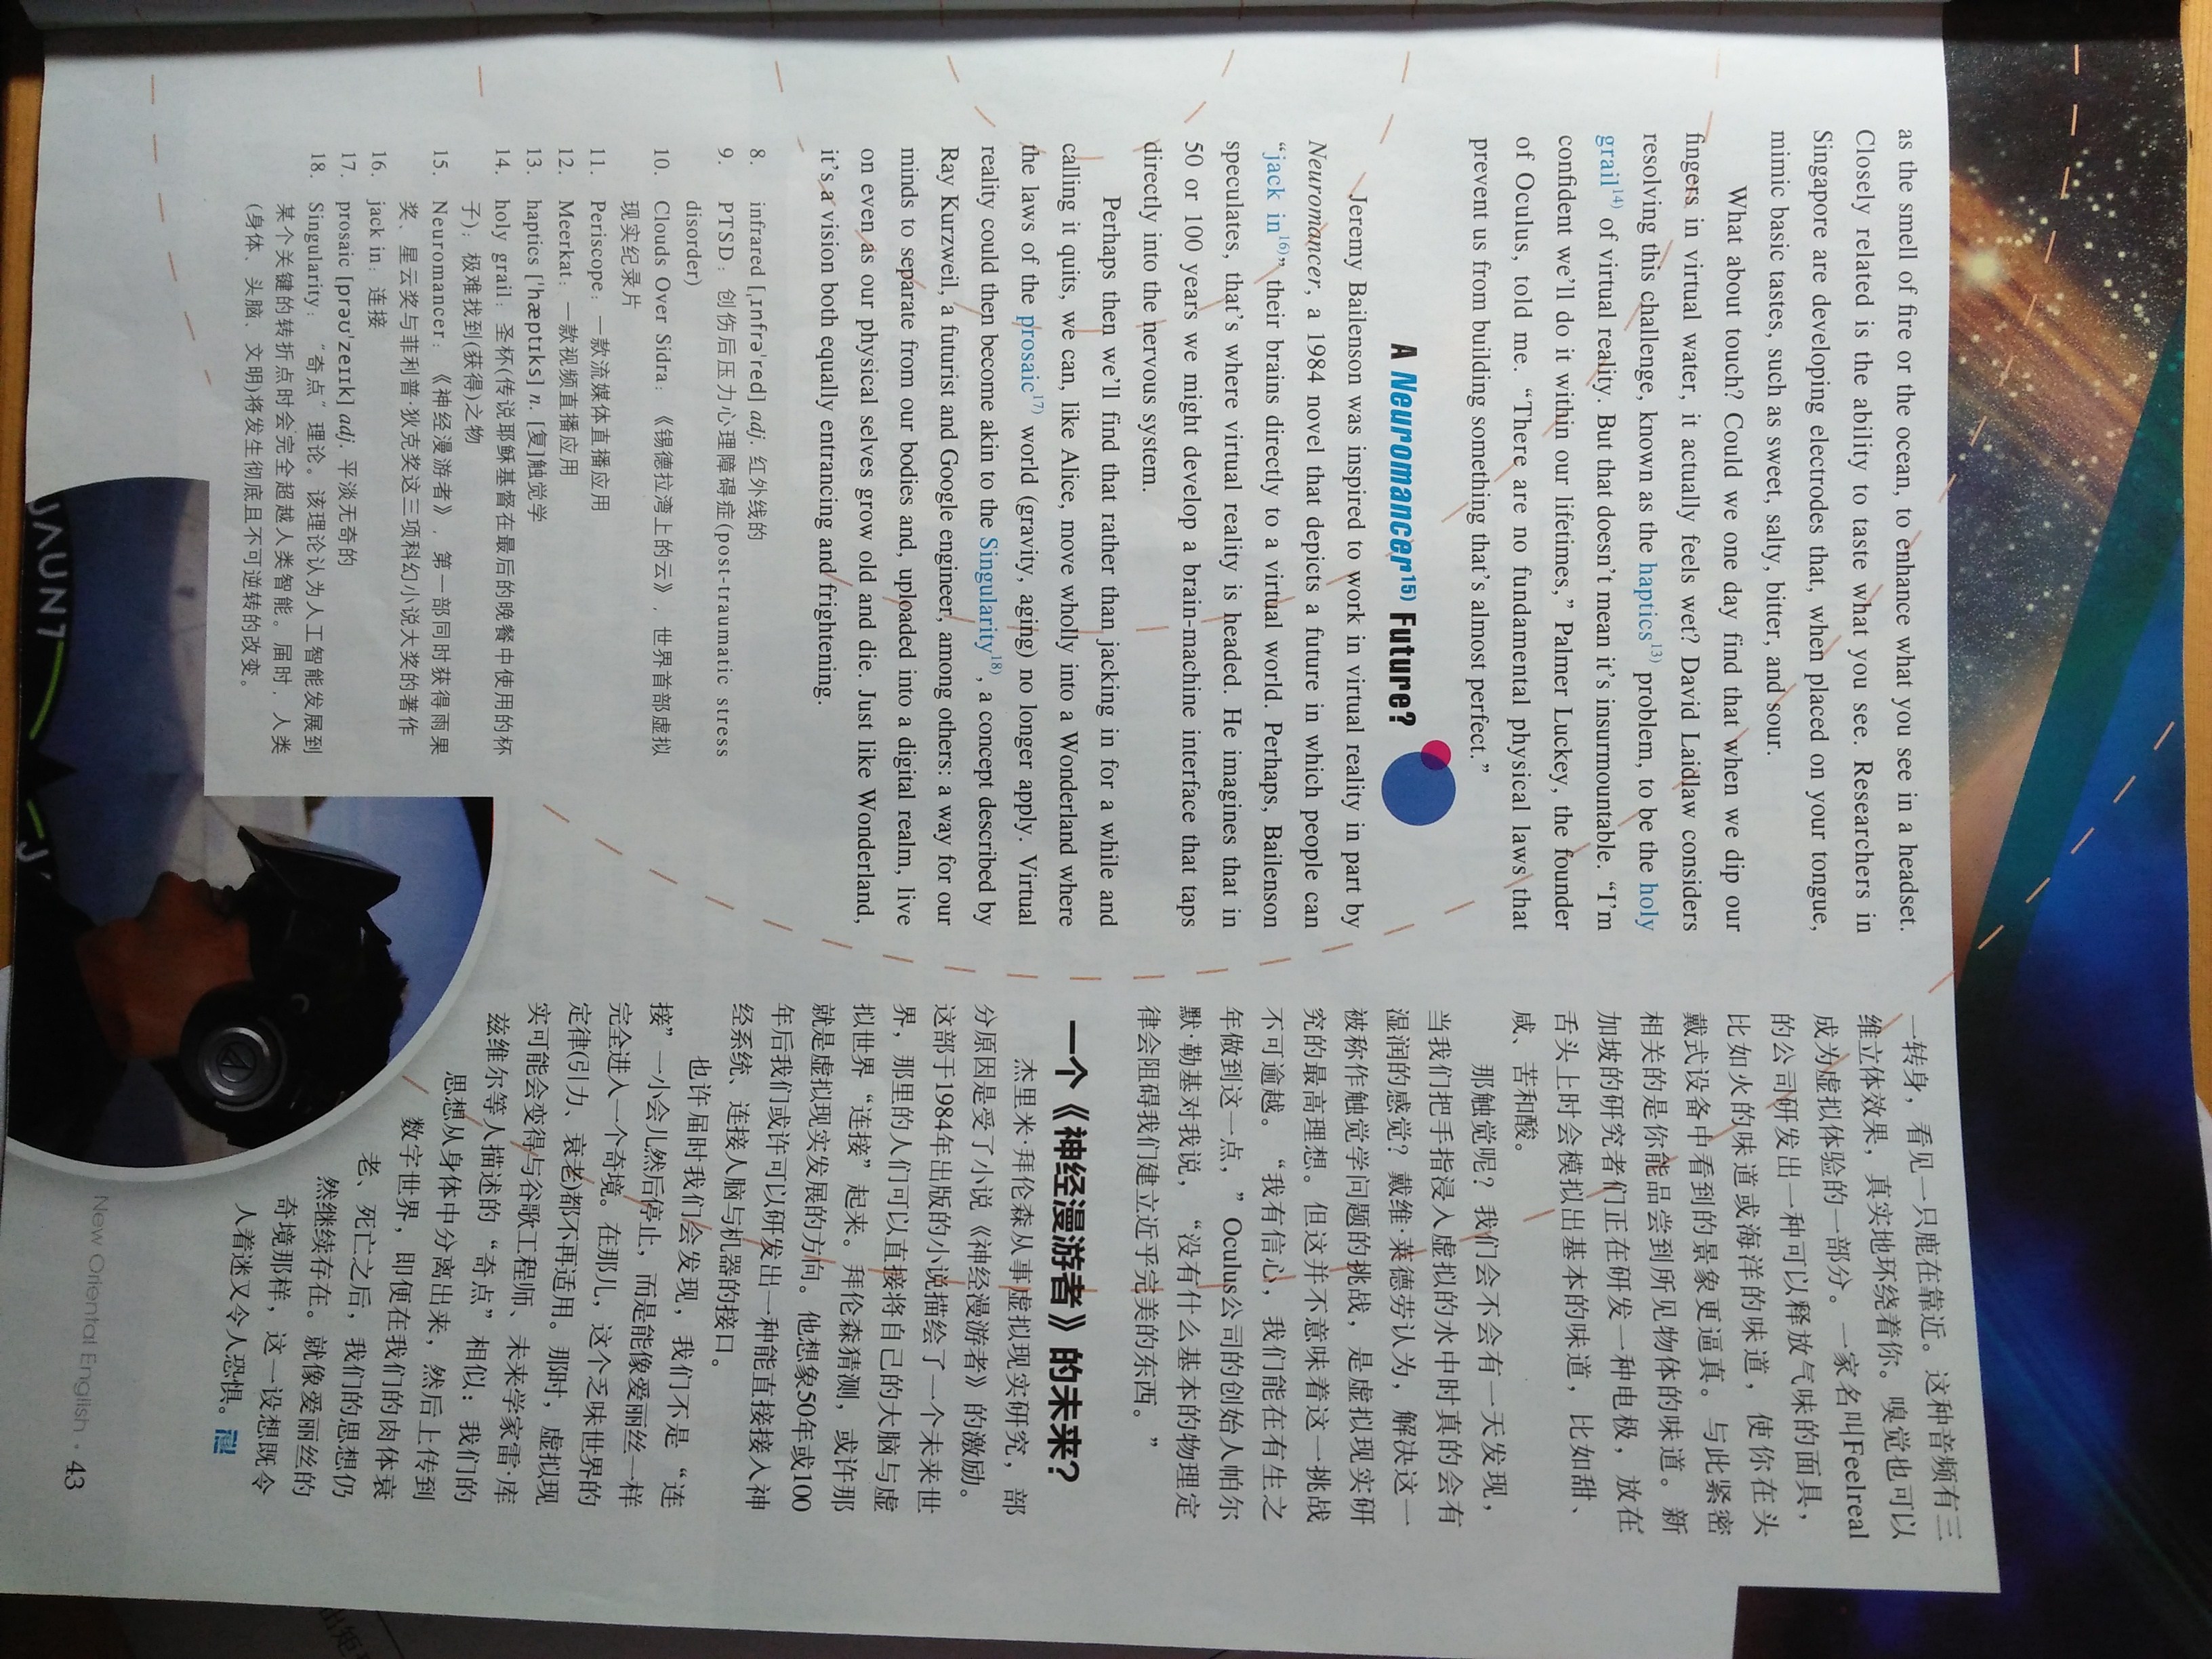 as the smell of fire or the ocean, to enhance what you see in a headset.
Closely related is the ability to taste what you see. Researchers in
Singapore are developing electrodes that, when placed on your tongue,
mimic basic tastes, such as sweet, salty, bitter, and sour.
What about touch? Could we one day find that when we dip our
fingers in virtual water, it actually feels wet? David Laidlaw considers
resolving this challenge, known as the haptics13) problem, to be the holy
grail14) of virtual reality. But that doesn't mean it's insurmountable. “I'm
confident we'll do it within our lifetimes,” Palmer Luckey, the founder
of Oculus, told me. “There are no fundamental physical laws that
prevent us from building something that's almost perfect.”
A Neuromancer15) Future?
Jeremy Bailenson was inspired to work in virtual reality in part by
Neuromancer, a 1984 novel that depicts a future in which people can
“jack in16)” their brains directly to a virtual world. Perhaps, Bailenson
speculates, that's where virtual reality is headed. He imagines that in
50 or 100 years we might develop a brain-machine interface that taps
directly into the nervous system.
Perhaps then we'll find that rather than jacking in for a while and
calling it quits, we can, like Alice, move wholly into a Wonderland where
the laws of the prosaic17) world (gravity, aging) no longer apply. Virtual
reality could then become akin to the Singularity18), a concept described by
Ray Kurzweil, a futurist and Google engineer, among others: a way for our
minds to separate from our bodies and, uploaded into a digital realm, live
on even as our physical selves grow old and die. Just like Wonderland,
it's a vision both equally entrancing and frightening.
8. infrared [ˌɪnfrəˈred] adj. 红外线的
9. PTSD：创伤后压力心理障碍症(post-traumatic stress
disorder)
10. Clouds Over Sidra：《锡德拉湾上的云》，世界首部虚拟
现实纪录片
11. Periscope：一款流媒体直播应用
12. Meerkat：一款视频直播应用
13. haptics [ˈhæptɪks] n. [复]触觉学
14. holy grail：圣杯(传说耶稣基督在最后的晚餐中使用的杯
子)；极难找到(获得)之物
15. Neuromancer：《神经漫游者》，第一部同时获得雨果
奖、星云奖与菲利普·狄克奖这三项科幻小说大奖的著作
16. jack in：连接
17. prosaic [prəʊˈzeɪɪk] adj. 平淡无奇的
18. Singularity：“奇点”理论。该理论认为人工智能发展到
某个关键的转折点时会完全超越人类智能。届时，人类
(身体、头脑、文明)将发生彻底且不可逆转的改变。
一转身，看见一只鹿在靠近。这种音频有三
维立体效果，真实地环绕着你。嗅觉也可以
成为虚拟体验的一部分。一家名叫Feelreal
的公司研发出一种可以释放气味的面具，
比如火的味道或海洋的味道，使你在头
戴式设备中看到的景象更逼真。与此紧密
相关的是你能品尝到所见物体的味道。新
加坡的研究者们正在研发一种电极，放在
舌头上时会模拟出基本的味道，比如甜、
咸、苦和酸。
那触觉呢？我们会不会有一天发现，
当我们把手指浸入虚拟的水中时真的会有
湿润的感觉？戴维·莱德劳认为，解决这一
被称作触觉学问题的挑战，是虚拟现实研
究的最高理想。但这并不意味着这一挑战
不可逾越。“我有信心，我们能在有生之
年做到这一点，”Oculus公司的创始人帕尔
默·勒基对我说，“没有什么基本的物理定
律会阻碍我们建立近乎完美的东西。”
一个《神经漫游者》的未来？
杰里米·拜伦森从事虚拟现实研究，部
分原因是受了小说《神经漫游者》的激励。
这部于1984年出版的小说描绘了一个未来世
界，那里的人们可以直接将自己的大脑与虚
拟世界“连接”起来。拜伦森猜测，或许那
就是虚拟现实发展的方向。他想象50年或100
年后我们或许可以研发出一种能直接接入神
经系统、连接人脑与机器的接口。
也许届时我们会发现，我们不是“连
接”一小会儿然后停止，而是能像爱丽丝一样
完全进入一个奇境。在那儿，这个乏味世界的
定律(引力、衰老)都不再适用。那时，虚拟现
实可能会变得与谷歌工程师、未来学家雷·库
兹维尔等人描述的“奇点”相似：我们的
思想从身体中分离出来，然后上传到
数字世界，即便在我们的肉体衰
老、死亡之后，我们的思想仍
然继续存在。就像爱丽丝的
奇境那样，这一设想既令
人着迷又令人恐惧。
JAUNT
New Oriental English · 43